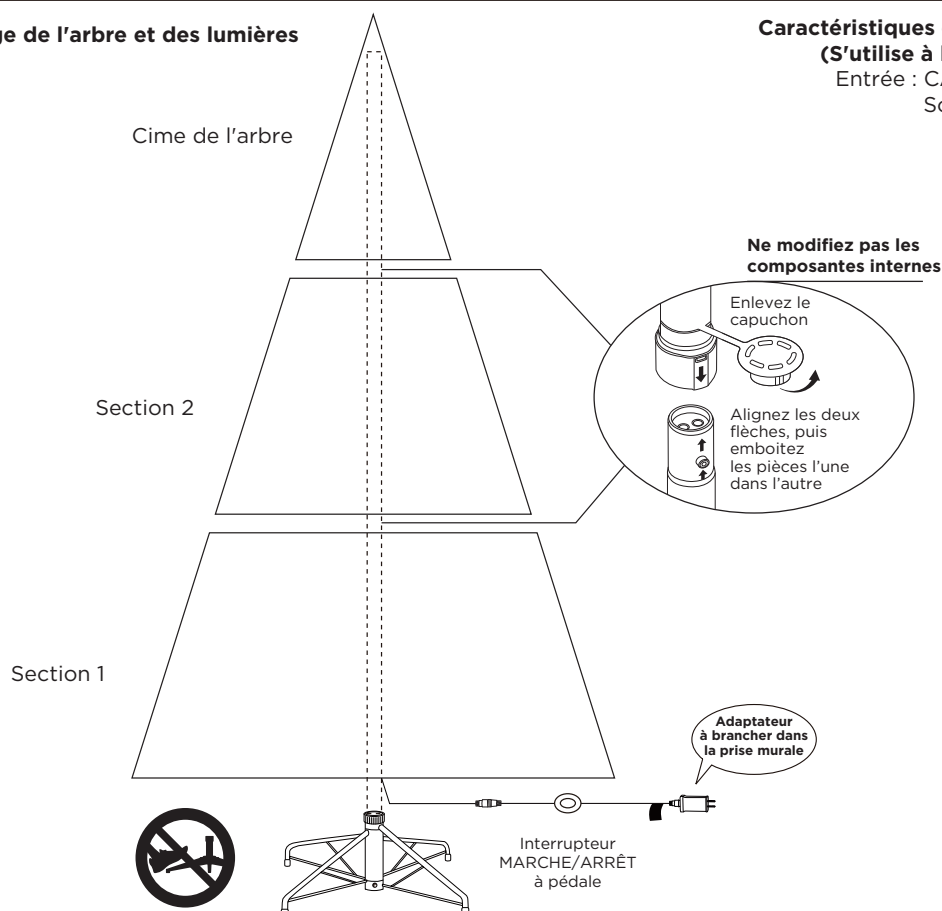 ge de l'arbre et des lumières
Caractéristiques
(S'utilise à l
Entrée : C
So
Cime de l'arbre
Ne modifiez pas les
composantes internes
Enlevez le
capuchon
Section 2
Alignez les deux
flèches, puis
emboitez
les pièces l'une
dans l'autre
Section 1
Adaptateur
à brancher dans
la prise murale
Interrupteur
MARCHE/ARRÊT
à pédale